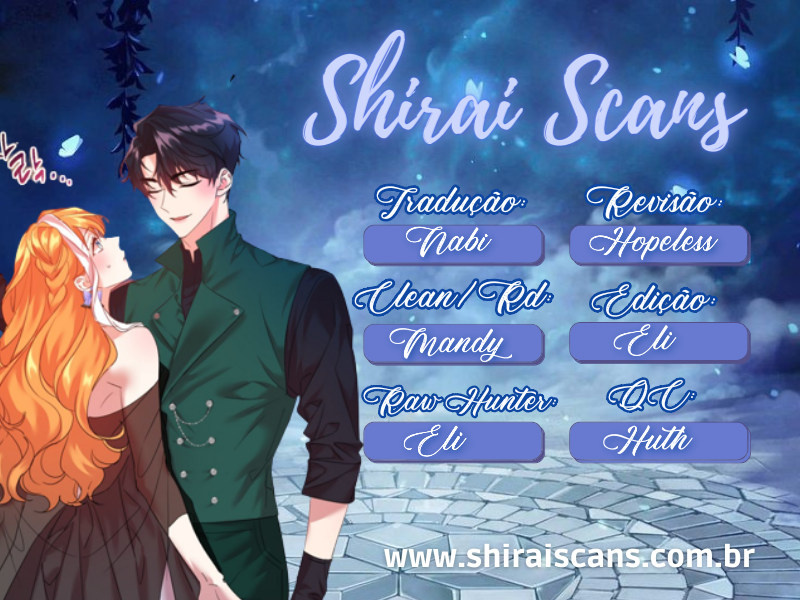 Shirai Scans
Tradução:
Nabi
Revisão:
Hopeless
Clean/Rd:
Mandy
Edição:
Eli
Raw Hunter:
Eli
QC:
Huth
www.shiraiscans.com.br